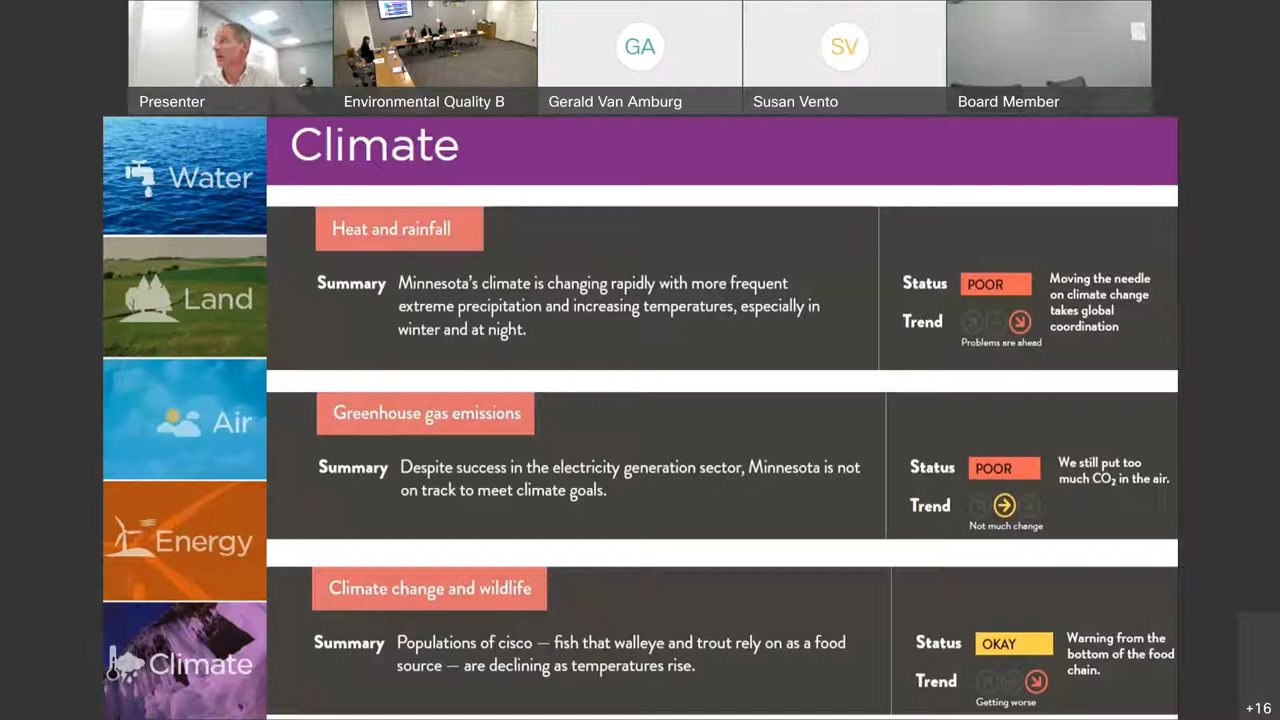 Presenter
Environmental Quality B
GA
Gerald Van Amburg
SV
Susan Vento
Board Member
Water
Land
Air
Energy
Climate
Climate
Heat and rainfall
Summary Minnesota's climate is changing rapidly with more frequent
extreme precipitation and increasing temperatures, especially in
winter and at night.
Status POOR
Trend
Problems are ahead
Moving the needle
on climate change
takes global
coordination
Greenhouse gas emissions
Summary Despite success in the electricity generation sector, Minnesota is not
on track to meet climate goals.
Status POOR
Trend
Not much change
We still put too
much CO₂ in the air.
Climate change and wildlife
Summary Populations of cisco — fish that walleye and trout rely on as a food
source — are declining as temperatures rise.
Status OKAY
Trend
Getting worse
Warning from the
bottom of the food
chain.
+16